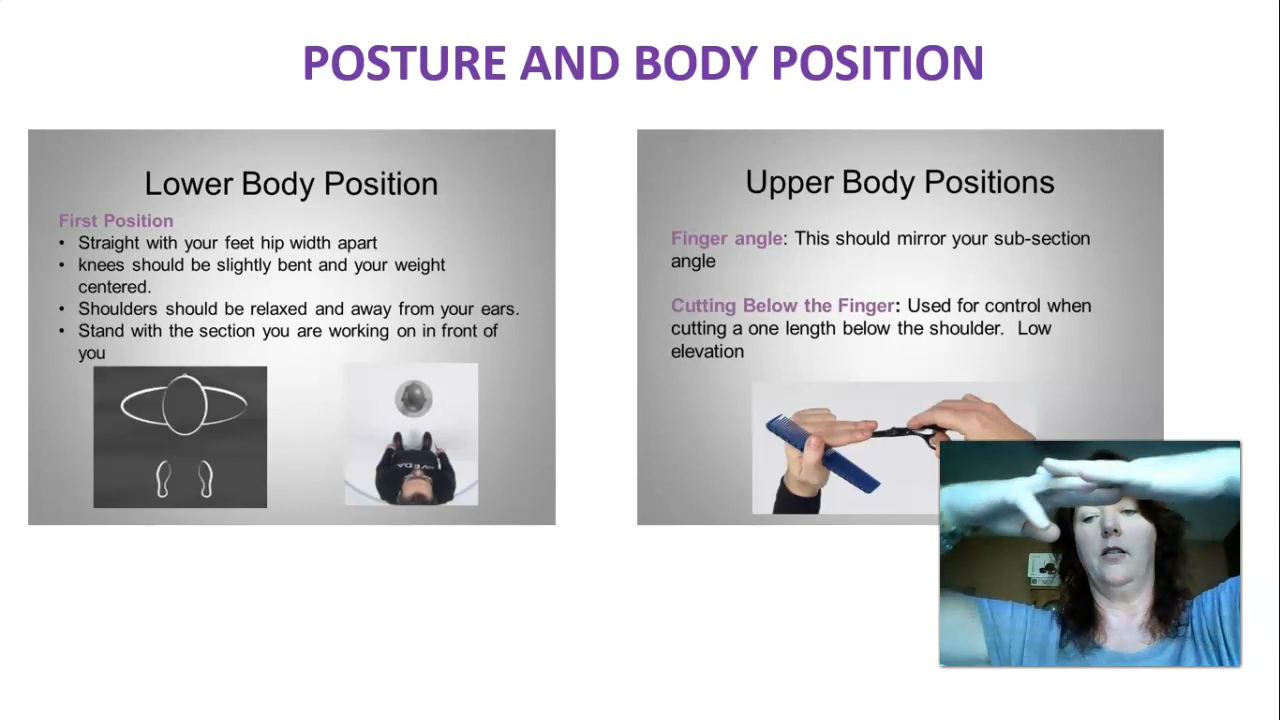 POSTURE AND BODY POSITION
Lower Body Position
First Position
• Straight with your feet hip width apart
• knees should be slightly bent and your weight
centered.
• Shoulders should be relaxed and away from your ears.
• Stand with the section you are working on in front of
you
AVEDA
Upper Body Positions
Finger angle: This should mirror your sub-section
angle
Cutting Below the Finger: Used for control when
cutting a one length below the shoulder. Low
elevation